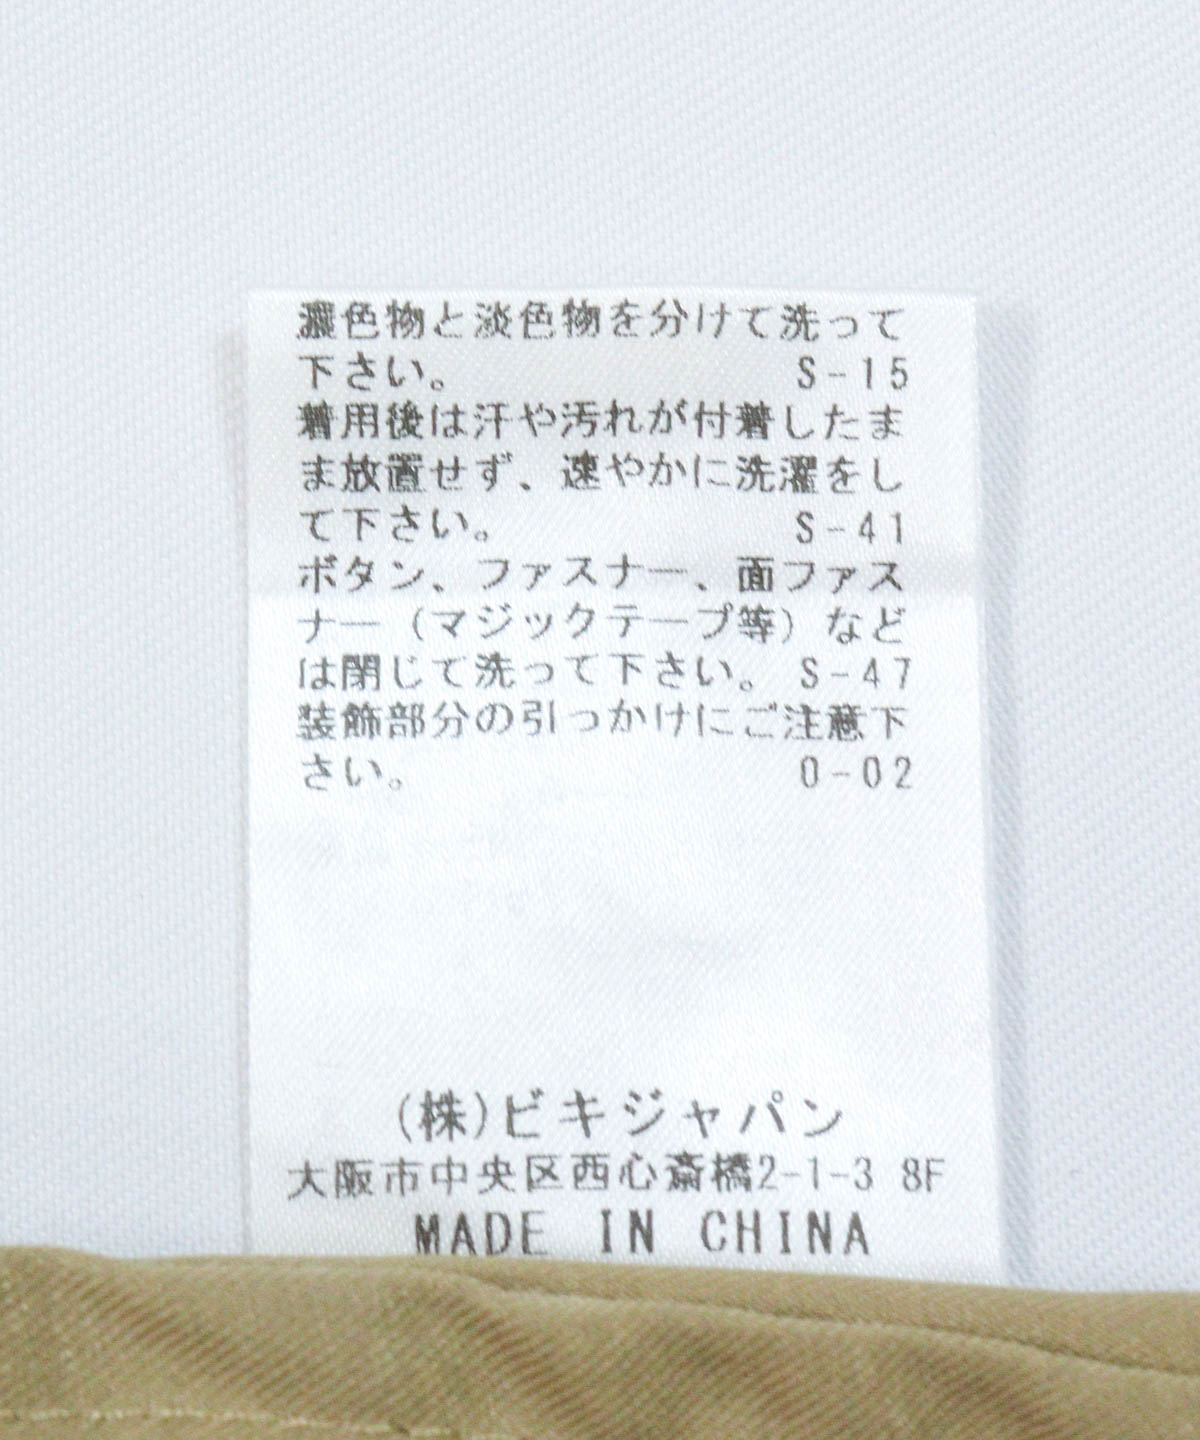 濃色物と淡色物を分けて洗って
下さい。 S-15
着用後は汗や汚れが付着したま
ま放置せず、速やかに洗濯をし
て下さい。 S-41
ボタン、ファスナー、面ファス
ナー(マジックテープ等)など
は閉じて洗って下さい。 S-47
装飾部分の引っかけにご注意下
さい。 0-02
(株)ビキジャパン
大阪市中央区西心斎橋2-1-3 8F
MADE IN CHINA